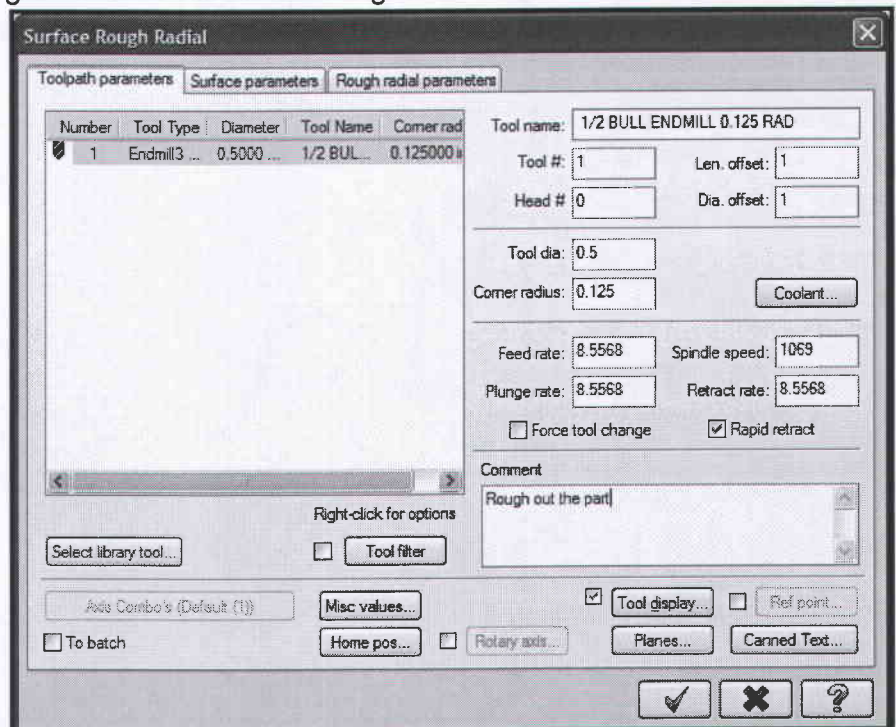 Surface Rough Radial
Toolpath parameters Surface parameters Rough radial parameters
Number Tool Type Diameter Tool Name Corner rad
1 Endmill3 ... 0.5000 ... 1/2 BUL... 0.125000
Tool name: 1/2 BULL ENDMILL 0.125 RAD
Tool #: 1 Len. offset: 1
Head # 0 Dia. offset: 1
Tool dia: 0.5
Corner radius: 0.125 Coolant...
Feed rate: 8.5568 Spindle speed: 1069
Plunge rate: 8.5568 Retract rate: 8.5568
Force tool change Rapid retract
Comment
Rough out the part
Right-click for options
Select library tool... Tool filter
Axis Combo's (Default (1)) Misc values... Tool display... Ref point...
To batch Home pos... Rotary axis... Planes... Canned Text...